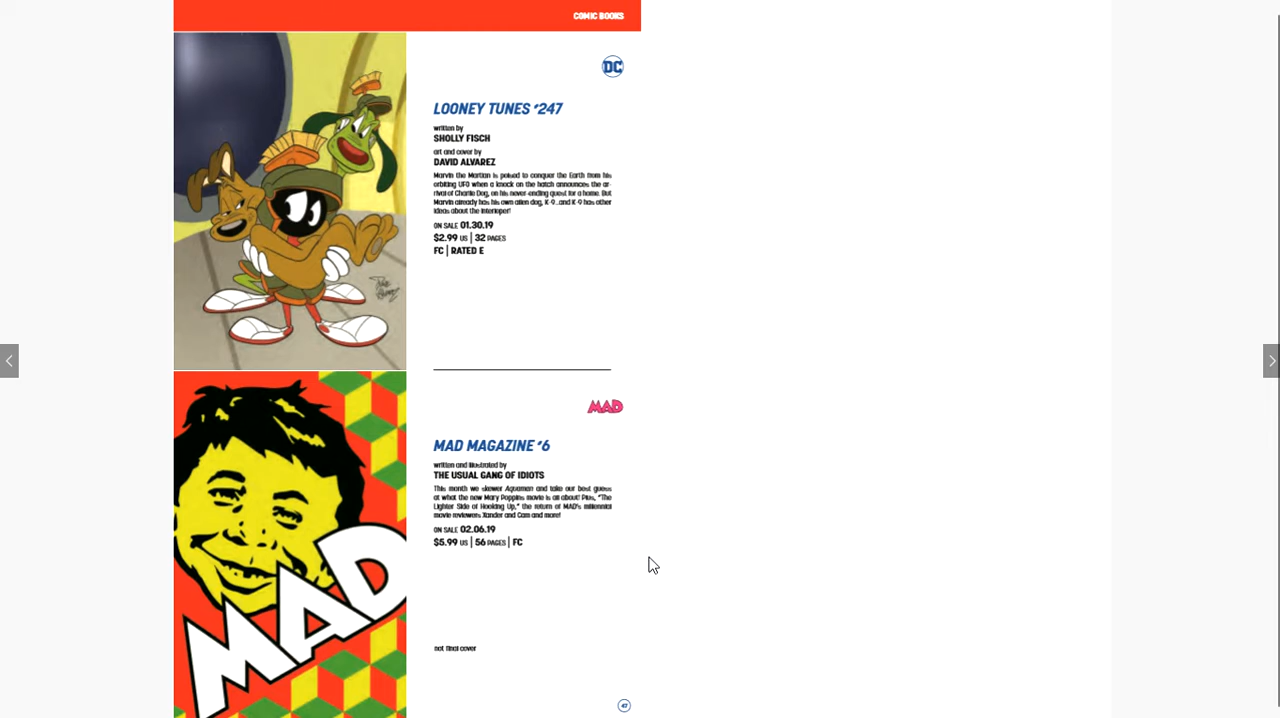 COMIC BOOKS
DC
LOONEY TUNES #247
written by
SHOLLY FISCH
art and cover by
DAVID ALVAREZ
Marvin the Martian is poised to conquer the Earth from his
orbiting UFO when a knock on the hatch announces the ar-
rival of Charlie Dog, on his never-ending quest for a home. But
Marvin already has his own alien dog, K-9...and K-9 has other
ideas about the interloper!
ON SALE 01.30.19
$2.99 US | 32 PAGES
FC | RATED E
MAD
MAD MAGAZINE #6
written and illustrated by
THE USUAL GANG OF IDIOTS
This month we skewer Aquaman and take our best guess
at what the new Mary Poppins movie is all about! Plus, "The
Lighter Side of Hooking Up," the return of MAD's millennial
movie reviewers Xander and Cam and more!
ON SALE 02.06.19
$5.99 US | 56 PAGES | FC
MAD
not final cover
47